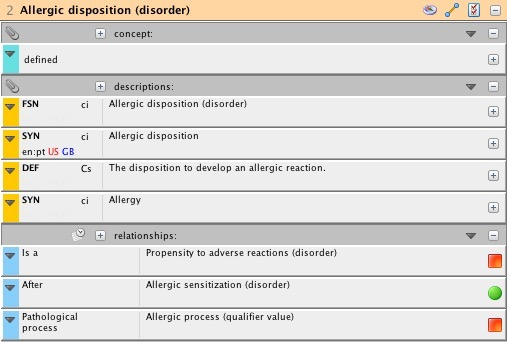 2 Allergic disposition (disorder)
concept:
defined
descriptions:
FSN ci Allergic disposition (disorder)
SYN ci Allergic disposition
en:pt US GB
DEF Cs The disposition to develop an allergic reaction.
SYN ci Allergy
relationships:
Is a Propensity to adverse reactions (disorder)
After Allergic sensitization (disorder)
Pathological Allergic process (qualifier value)
process